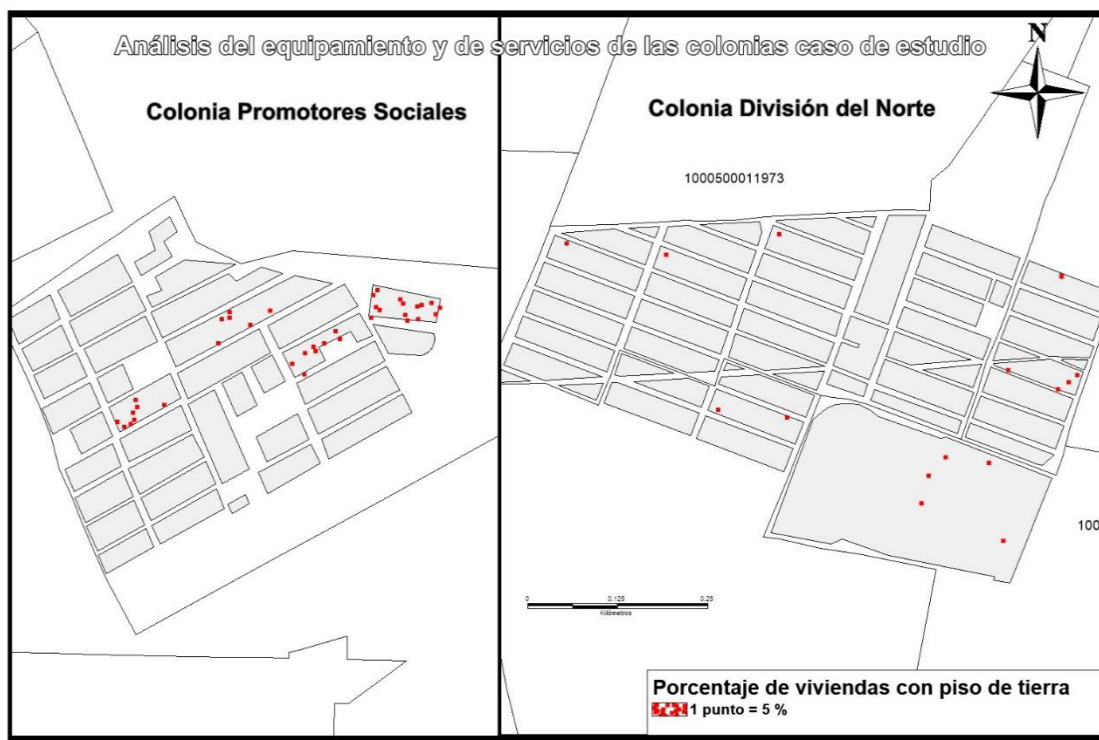 Análisis del equipamiento y de servicios de las colonias caso de estudio
N
Colonia Promotores Sociales
Colonia División del Norte
1000500011973
100
0 0.125 0.25
Kilómetros
Porcentaje de viviendas con piso de tierra
1 punto = 5 %